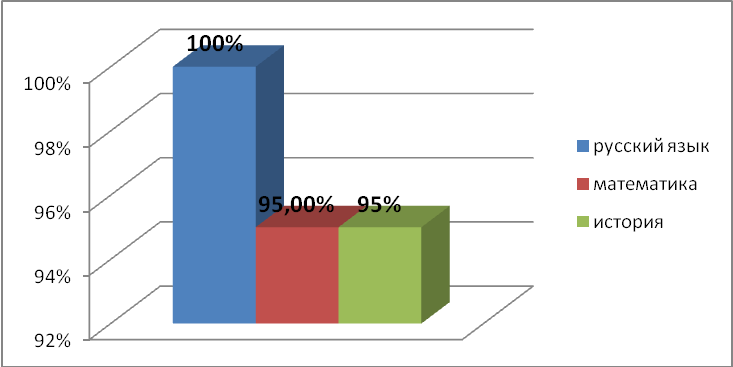 100%
100%
98%
96%
94%
92%
95,00%
95%
русский язык
математика
история